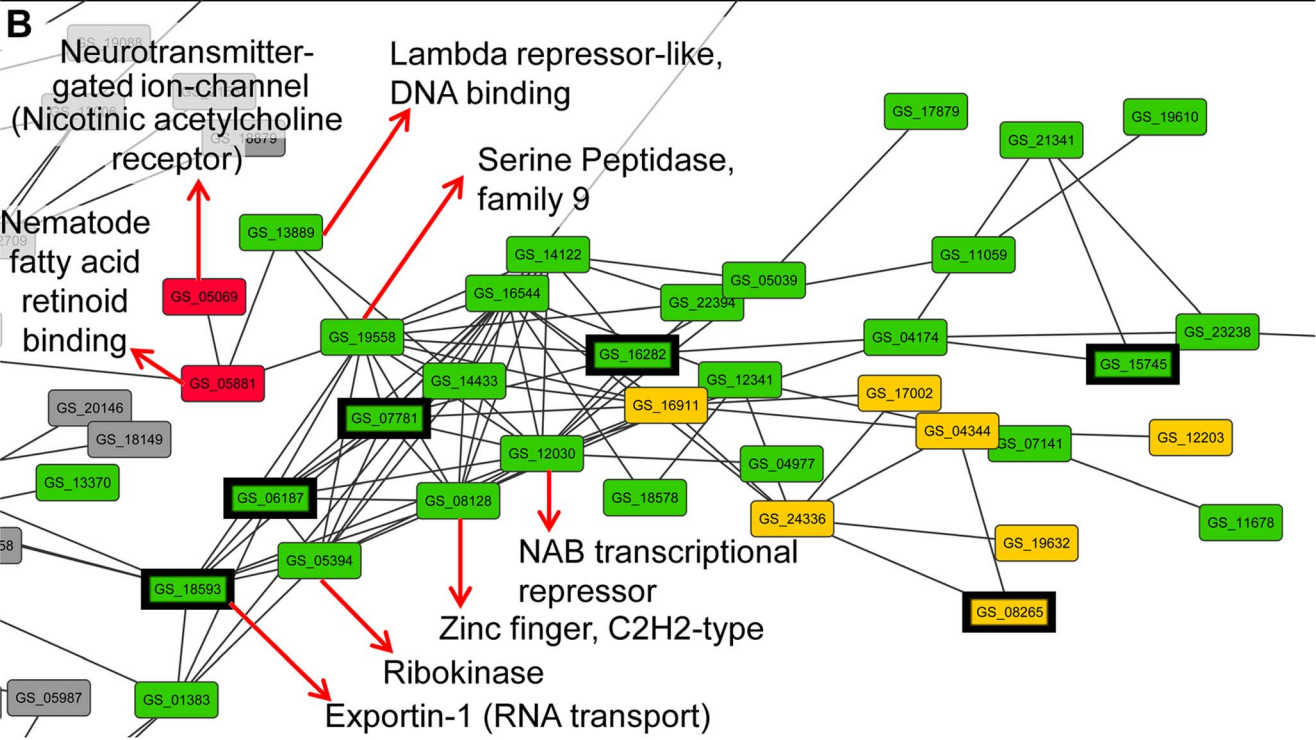 B
GS_19088
Neurotransmitter-
gated ion-channel
(Nicotinic acetylcholine
receptor)
Lambda repressor-like,
DNA binding
Serine Peptidase,
family 9
Nematode
fatty acid
retinoid
binding
GS_17879
GS_21341
GS_19610
GS_13889
GS_14122
GS_11059
GS_05069
GS_16544
GS_05039
GS_22394
GS_19558
GS_16282
GS_04174
GS_23238
GS_15745
GS_05881
GS_14433
GS_12341
GS_17002
GS_20146
GS_16911
GS_07781
GS_18149
GS_04344
GS_07141
GS_12203
GS_12030
GS_04977
GS_13370
GS_06187
GS_08128
GS_18578
GS_24336
GS_11678
58
GS_05394
GS_19632
NAB transcriptional
repressor
GS_18593
GS_08265
Zinc finger, C2H2-type
Ribokinase
GS_05987
GS_01383
Exportin-1 (RNA transport)